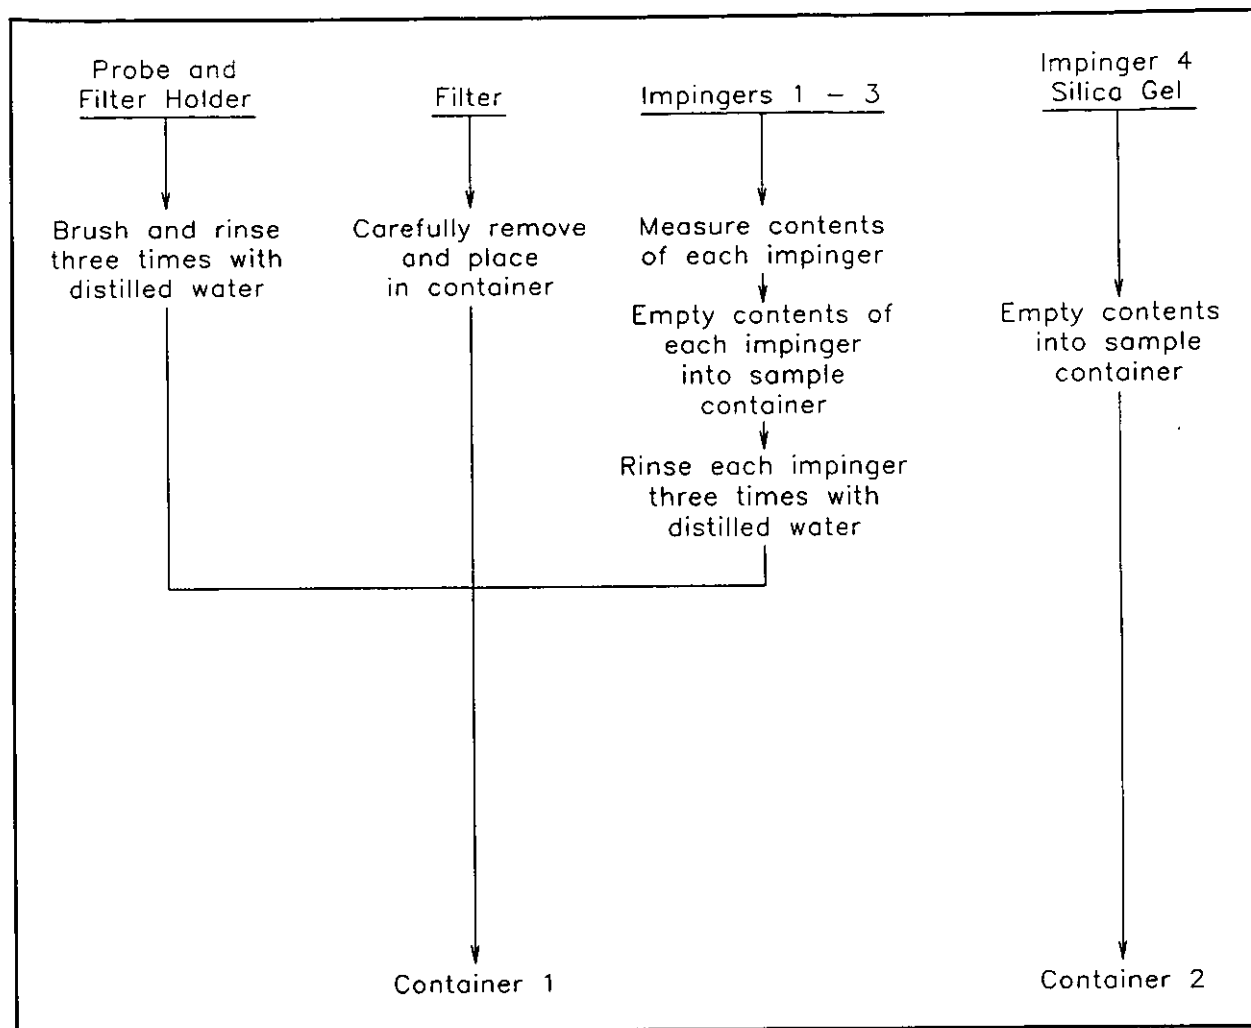 Probe and
Filter Holder
Brush and rinse
three times with
distilled water
Filter
Carefully remove
and place
in container
Impingers 1 - 3
Measure contents
of each impinger
Empty contents of
each impinger
into sample
container
Rinse each impinger
three times with
distilled water
Container 1
Impinger 4
Silica Gel
Empty contents
into sample
container
Container 2